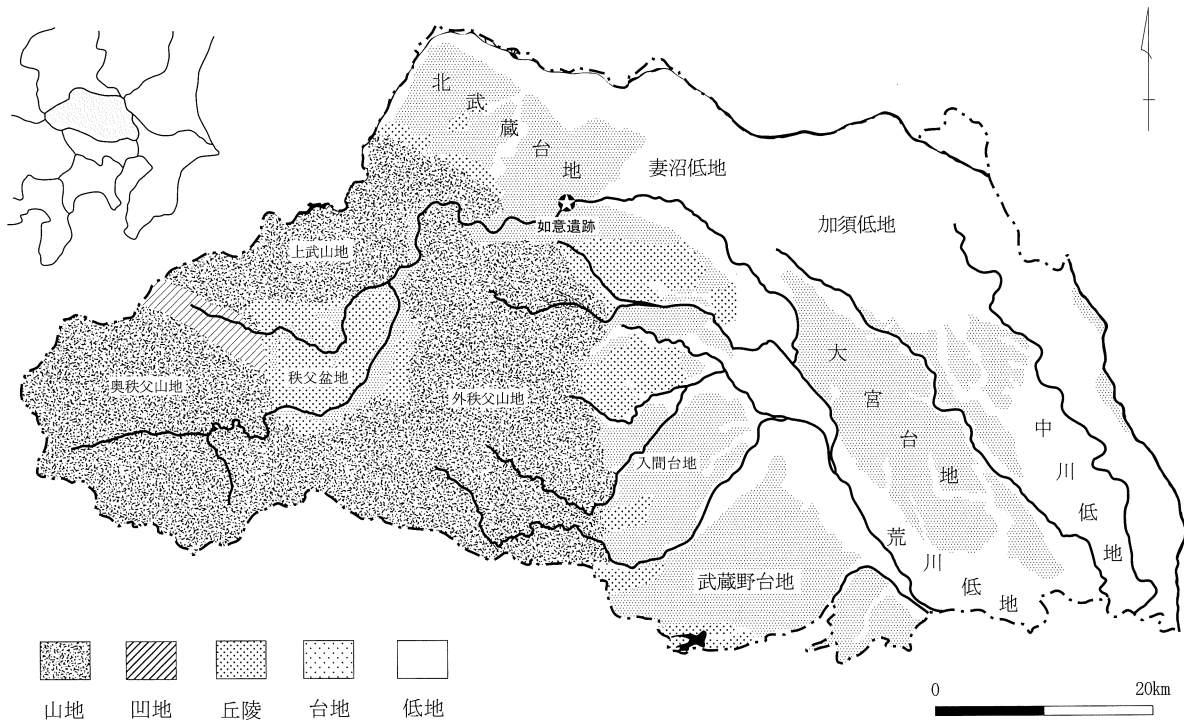 北武蔵台地
妻沼低地
加須低地
如意遺跡
上武山地
奥秩父山地
秩父盆地
外秩父山地
入間台地
大宮台地
中川低地
荒川低地
武蔵野台地
山地
凹地
丘陵
台地
低地
0
20km